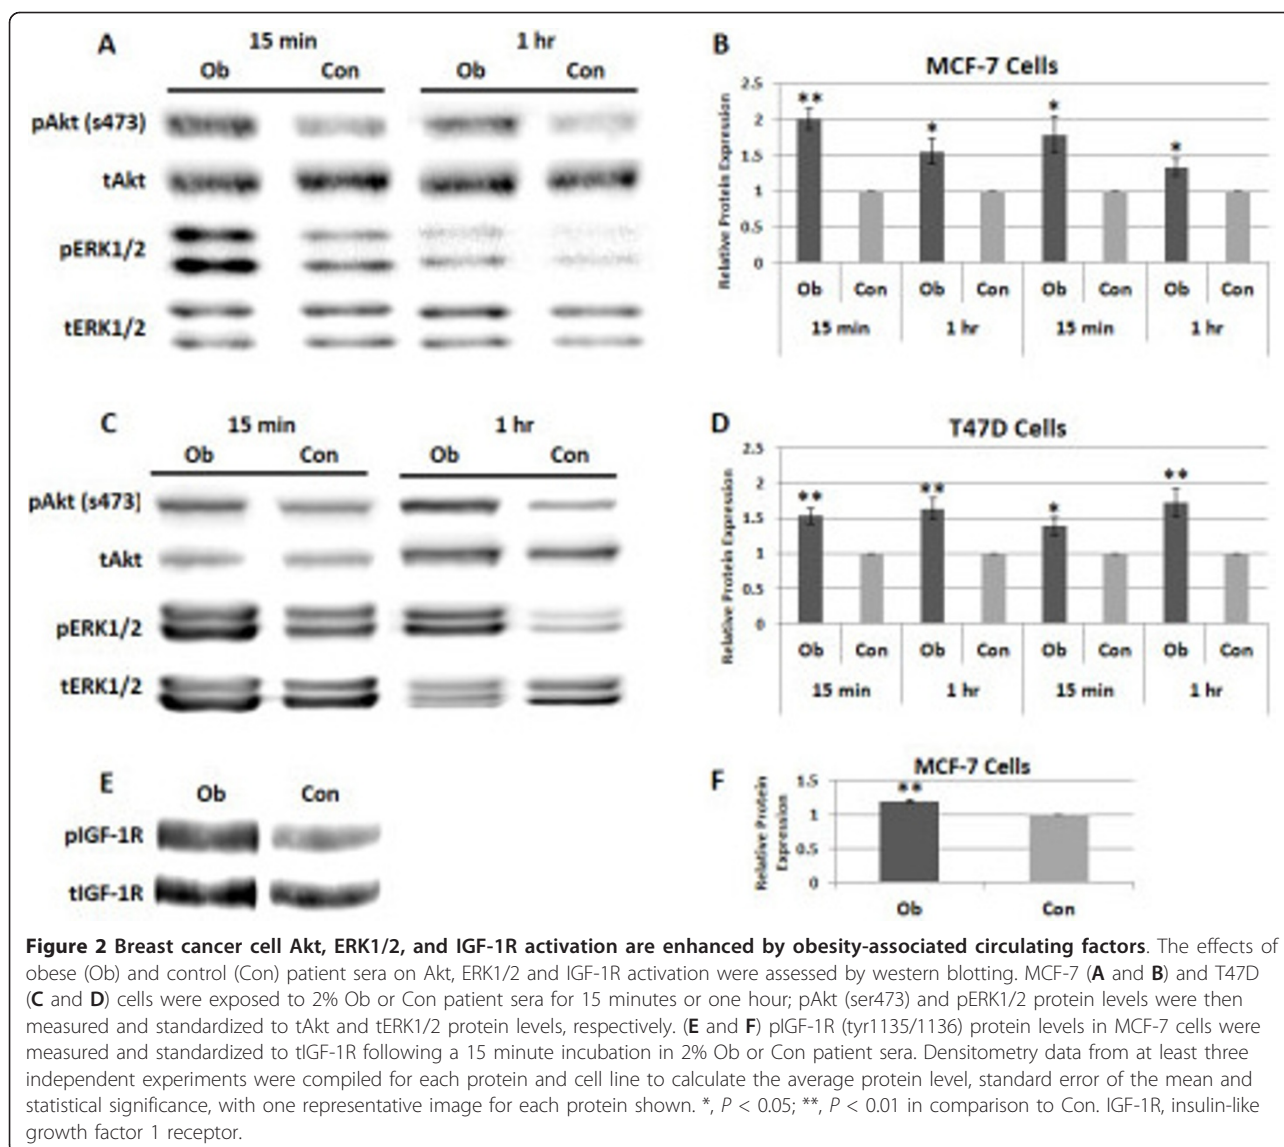 A
15 min
1 hr
Ob
Con
Ob
Con
pAkt (s473)
tAkt
pERK1/2
tERK1/2
B
MCF-7 Cells
Relative Protein Expression
2.5
2
1.5
1
0.5
0
**
*
*
*
Ob
Con
Ob
Con
Ob
Con
Ob
Con
15 min
1 hr
15 min
1 hr
C
15 min
1 hr
Ob
Con
Ob
Con
pAkt (s473]
tAkt
pERK1/2
tERK1/2
D
T47D Cells
Relative Protein Expression
2.5
2
1.5
1
0.5
0
**
**
*
**
Ob
Con
Ob
Con
Ob
Con
Ob
Con
15 min
1 hr
15 min
1 hr
E
Ob
Con
pIGF-1R
tIGF-1R
F
MCF-7 Cells
Relative Protein
Expression
1.5
1
0.5
0
**
Ob
Con
Figure 2 Breast cancer cell Akt, ERK1/2, and IGF-1R activation are enhanced by obesity-associated circulating factors. The effects of
obese (Ob) and control (Con) patient sera on Akt, ERK1/2 and IGF-1R activation were assessed by western blotting. MCF-7 (A and B) and T47D
(C and D) cells were exposed to 2% Ob or Con patient sera for 15 minutes or one hour; pAkt (ser473) and pERK1/2 protein levels were then
measured and standardized to tAkt and tERK1/2 protein levels, respectively. (E and F) pIGF-1R (tyr1135/1136) protein levels in MCF-7 cells were
measured and standardized to tIGF-1R following a 15 minute incubation in 2% Ob or Con patient sera. Densitometry data from at least three
independent experiments were compiled for each protein and cell line to calculate the average protein level, standard error of the mean and
statistical significance, with one representative image for each protein shown. *, P < 0.05; **, P < 0.01 in comparison to Con. IGF-1R, insulin-like
growth factor 1 receptor.